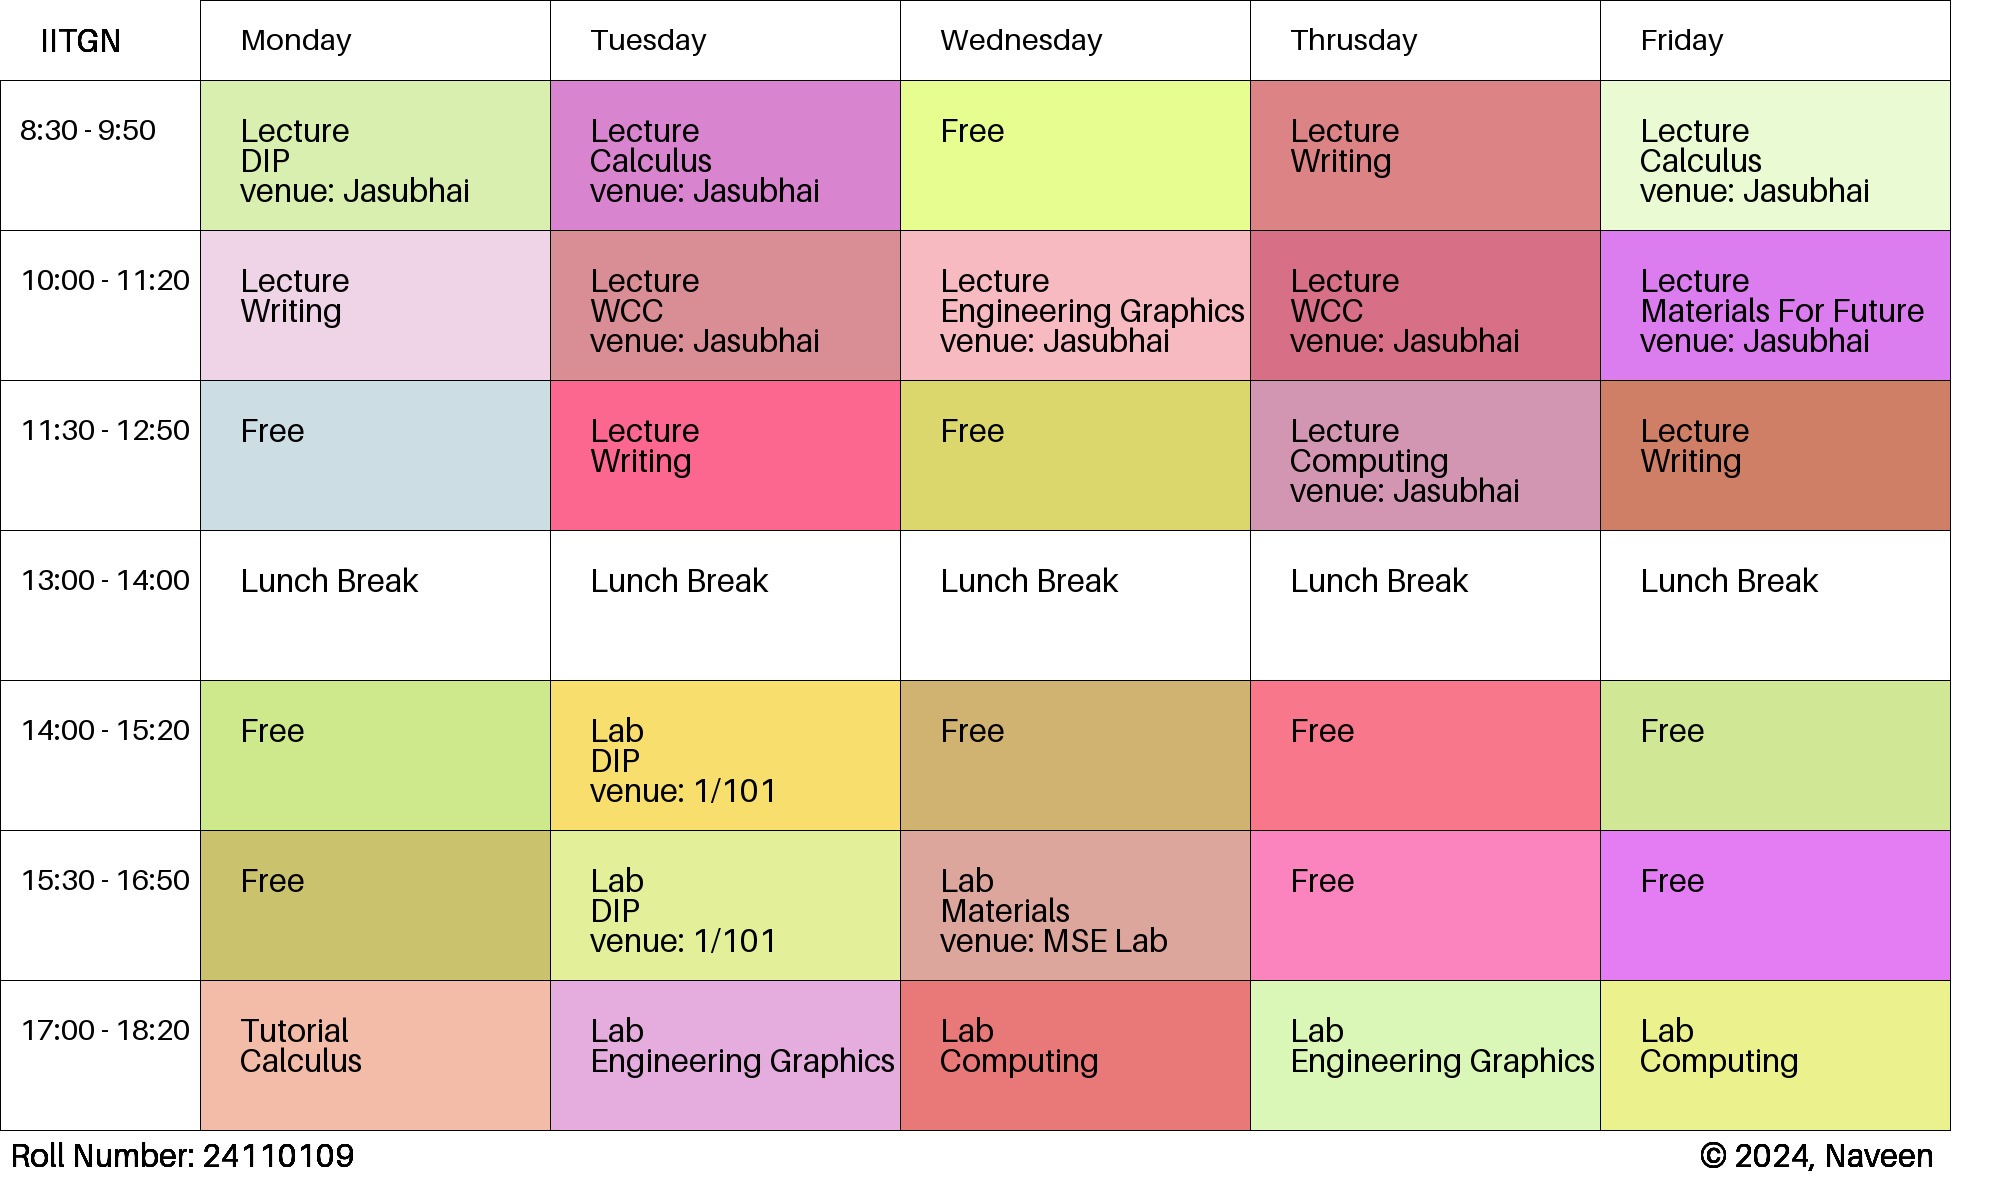 IITGN
Monday
Tuesday
Wednesday
Thrusday
Friday
8:30 - 9:50
Lecture
DIP
venue: Jasubhai
Lecture
Calculus
venue: Jasubhai
Free
Lecture
Writing
Lecture
Calculus
venue: Jasubhai
10:00 - 11:20
Lecture
Writing
Lecture
WCC
venue: Jasubhai
Lecture
Engineering Graphics
venue: Jasubhai
Lecture
WCC
venue: Jasubhai
Lecture
Materials For Future
venue: Jasubhai
11:30 - 12:50
Free
Lecture
Writing
Free
Lecture
Computing
venue: Jasubhai
Lecture
Writing
13:00 - 14:00
Lunch Break
Lunch Break
Lunch Break
Lunch Break
Lunch Break
14:00 - 15:20
Free
Lab
DIP
venue: 1/101
Free
Free
Free
15:30 - 16:50
Free
Lab
DIP
venue: 1/101
Lab
Materials
venue: MSE Lab
Free
Free
17:00 - 18:20
Tutorial
Calculus
Lab
Engineering Graphics
Lab
Computing
Lab
Engineering Graphics
Lab
Computing
Roll Number: 24110109
© 2024, Naveen